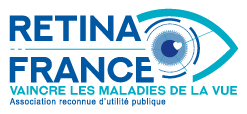 RETINA
FRANCE
VAINCRE LES MALADIES DE LA VUE
Association reconnue d'utilité publique